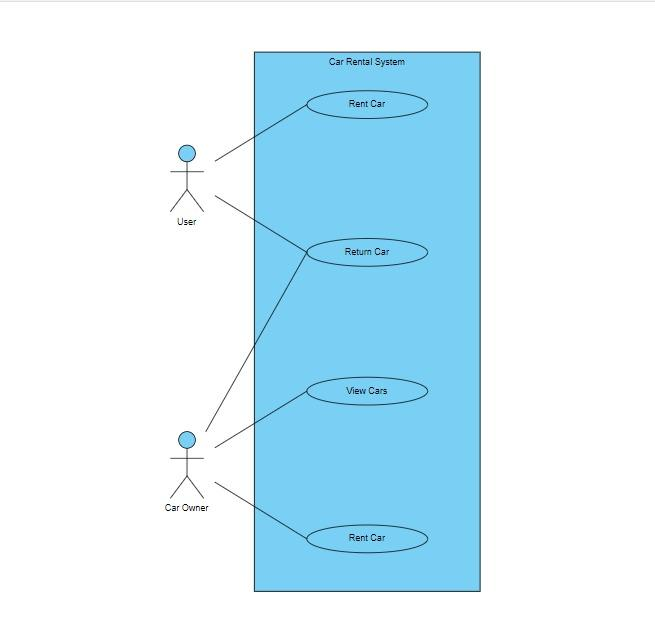 Car Rental System
Rent Car
User
Return Car
View Cars
Car Owner
Rent Car